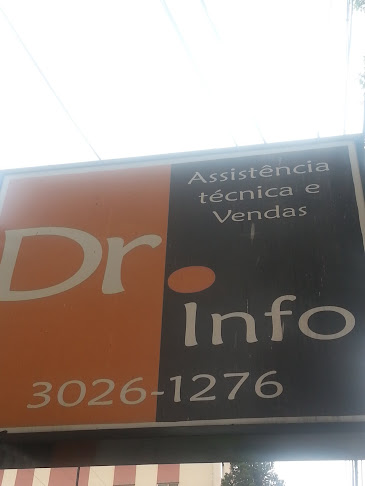 Assistência
técnica e
Vendas
Dr.
Info
3026-1276